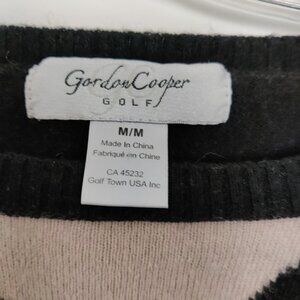 Gordon Cooper
GOLF
M/M
Made In China
Fabriqué en Chine
CA 45232
Golf Town USA Inc